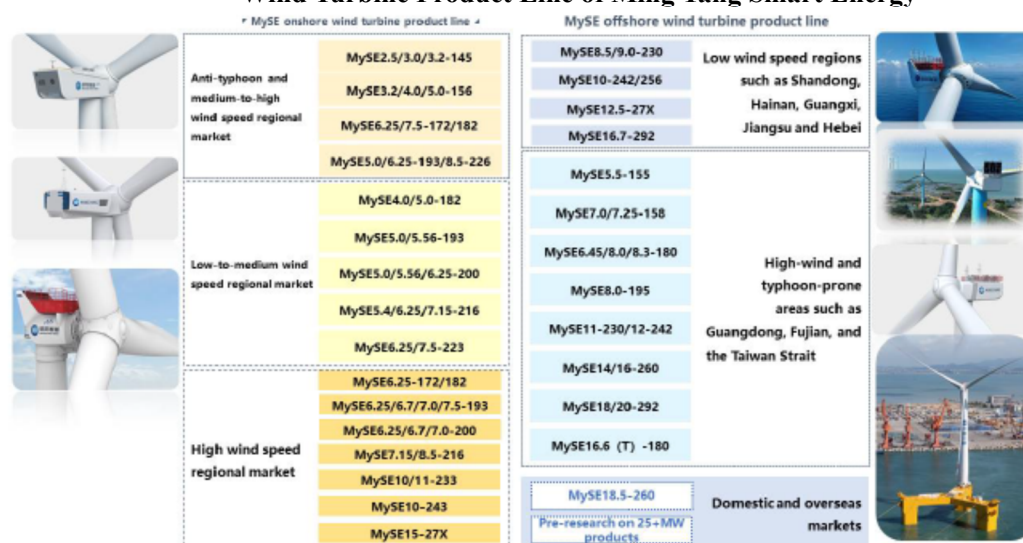 Wind Turbine Product Line of Ming Yang Smart Energy
MySE onshore wind turbine product line
Anti-typhoon and
medium-to-high
wind speed regional
market
MySE2.5/3.0/3.2-145
MySE3.2/4.0/5.0-156
MySE6.25/7.5-172/182
MySE5.0/6.25-193/8.5-226
Low-to-medium wind
speed regional market
MySE4.0/5.0-182
MySE5.0/5.56-193
MySE5.0/5.56/6.25-200
MySE5.4/6.25/7.15-216
MySE6.25/7.5-223
High wind speed
regional market
MySE6.25-172/182
MySE6.25/6.7/7.0/7.5-193
MySE6.25/6.7/7.0-200
MySE7.15/8.5-216
MySE10/11-233
MySE10-243
MySE15-27X
MySE offshore wind turbine product line
MySE8.5/9.0-230
MySE10-242/256
MySE12.5-27X
MySE16.7-292
Low wind speed regions
such as Shandong,
Hainan, Guangxi,
Jiangsu and Hebei
MySE5.5-155
MySE7.0/7.25-158
MySE6.45/8.0/8.3-180
MySE8.0-195
MySE11-230/12-242
MySE14/16-260
MySE18/20-292
MySE16.6 (T) -180
High-wind and
typhoon-prone
areas such as
Guangdong, Fujian, and
the Taiwan Strait
MySE18.5-260
Pre-research on 25+MW
products
Domestic and overseas
markets